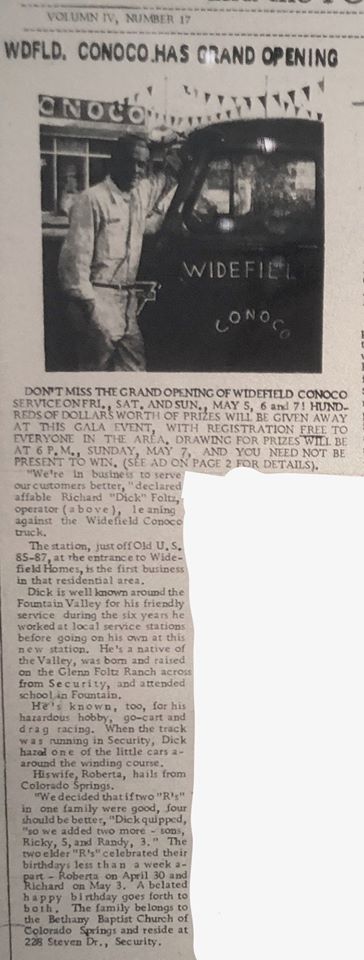 VOLUMN IV, NUMBER 17
WDFLD. CONOCO HAS GRAND OPENING
ONOCO
WIDEFIEL
CONOCO
DON'T MISS THE GRAND OPENING OF WIDEFIELD CONOCO
SERVICE ON FRI., SAT. AND SUN., MAY 5, 6 and 7! HUND-
REDS OF DOLLARS WORTH OF PRIZES WILL BE GIVEN AWAY
AT THIS GALA EVENT, WITH REGISTRATION FREE TO
EVERYONE IN THE AREA. DRAWING FOR PRIZES WILL BE
AT 6 P.M., SUNDAY, MAY 7, AND YOU NEED NOT BE
PRESENT TO WIN. (SEE AD ON PAGE 2 FOR DETAILS).
"We're in business to serve
our customers better, "declared
affable Richard "Dick" Foltz,
operator (above), leaning
against the Widefield Conoco
truck.
The station, just off Old U.S.
85-87, at the entrance to Wide-
field Homes, is the first business
in that residential area.
Dick is well known around the
Fountain Valley for his friendly
service during the six years he
worked at local service stations
before going on his own at this
new station. He's a native of
the Valley, was born and raised
on the Glenn Foltz Ranch across
from Security, and attended
school in Fountain.
He's known, too, for his
hazardous hobby, go-cart and
drag racing. When the track
was running in Security, Dick
hazed one of the little cars a-
around the winding course.
His wife, Roberta, hails from
Colorado Springs.
"We decided that if two "R's"
in one family were good, four
should be better, "Dick quipped,
"so we added two more - sons,
Ricky, 5, and Randy, 3." The
two elder "R's" celebrated their
birthdays less than a week a-
part - Roberta on April 30 and
Richard on May 3. A belated
happy birthday goes forth to
both. The family belongs to
the Bethany Baptist Church of
Colorado Springs and reside at
228 Steven Dr., Security.